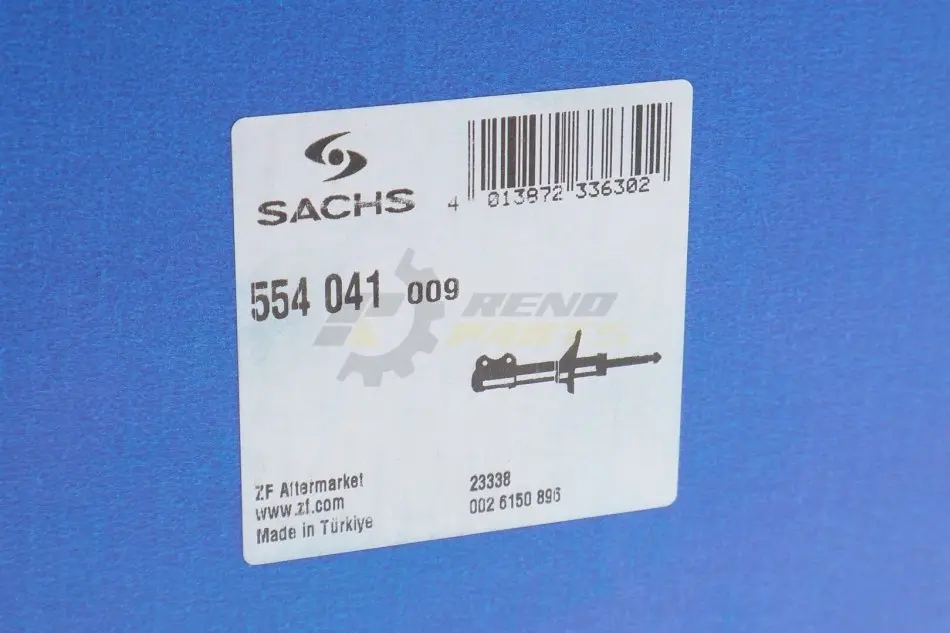 SACHS
4 013872 336302
554 041 009
RENO
PARTS
ZF Aftermarket
www.zf.com
Made in Türkiye
23338
002 6150 896